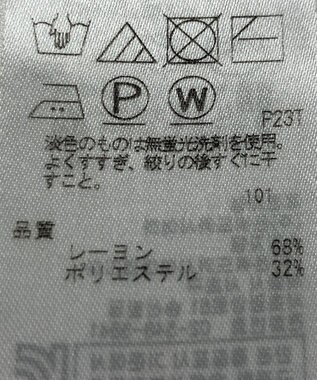 P W
P23T
淡色のものは無蛍光洗剤を使用。
よくすすぎ、絞りの後すぐに干
すこと。
101
品質
レーヨン 68%
ポリエステル 32%